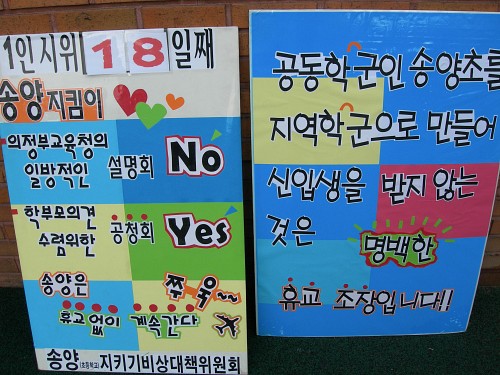 1인 시위 18 일째
송양 지킴이
의정부교육청의
일방적인 설명회 No
학부모의견
수렴위한 공청회 Yes
송양은 쭈욱~~
휴교 없이 계속간다
송양(초등학교)지키기비상대책위원회
공동학군인 송양초를
지역학군으로 만들어
신입생을 받지 않는
것은 명백한
휴교 조장입니다!!